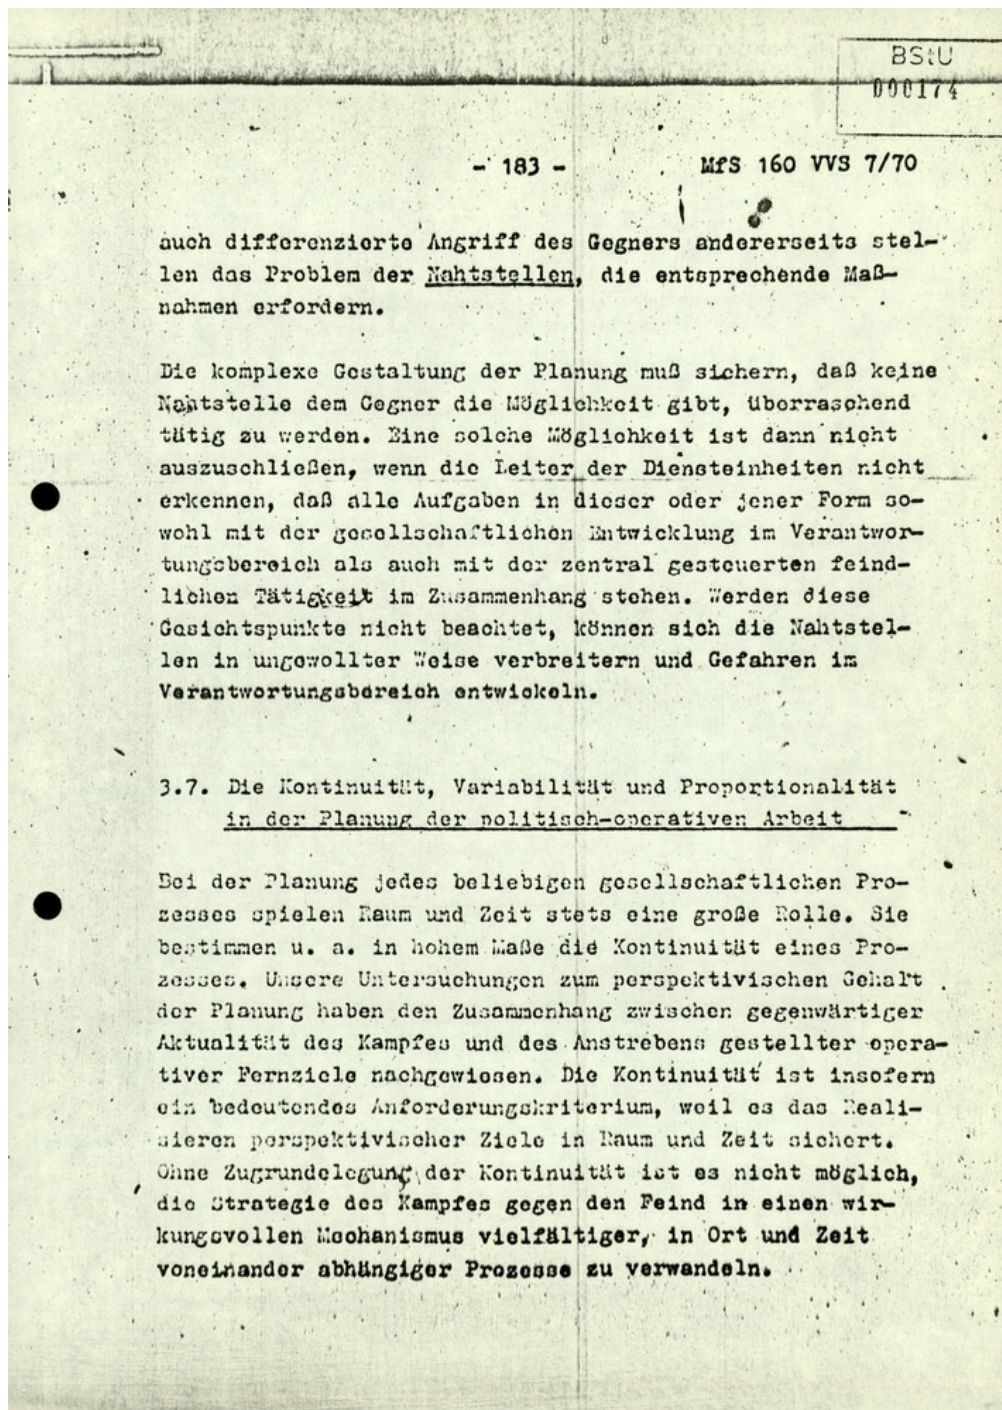 BStU
000174
- 183 -
MfS 160 VVS 7/70
auch differenzierte Angriff des Gegners andererseits stel-
len das Problem der Nahtstellen, die entsprechende Maß-
nahmen erfordern.
Die komplexe Gestaltung der Planung muß sichern, daß keine
Nahtstelle dem Gegner die Möglichkeit gibt, überraschend
tätig zu werden. Eine solche Möglichkeit ist dann nicht
auszuschließen, wenn die Leiter der Diensteinheiten nicht
erkennen, daß alle Aufgaben in dieser oder jener Form so-
wohl mit der gesellschaftlichen Entwicklung im Verantwor-
tungsbereich als auch mit der zentral gesteuerten feind-
lichen Tätigkeit im Zusammenhang stehen. Werden diese
Gesichtspunkte nicht beachtet, können sich die Nahtstel-
len in ungewollter Weise verbreitern und Gefahren im
Verantwortungsbereich entwickeln.
3.7. Die Kontinuität, Variabilität und Proportionalität
in der Planung der politisch-operativen Arbeit
Bei der Planung jedes beliebigen gesellschaftlichen Pro-
zesses spielen Raum und Zeit stets eine große Rolle. Sie
bestimmen u. a. in hohem Maße die Kontinuität eines Pro-
zesses. Unsere Untersuchungen zum perspektivischen Gehalt
der Planung haben den Zusammenhang zwischen gegenwärtiger
Aktualität des Kampfes und des Anstrebens gestellter opera-
tiver Fernziele nachgewiesen. Die Kontinuität ist insofern
ein bedeutendes Anforderungskriterium, weil es das Reali-
sieren perspektivischer Ziele in Raum und Zeit sichert.
Ohne Zugrundelegung der Kontinuität ist es nicht möglich,
die Strategie des Kampfes gegen den Feind in einen wir-
kungsvollen Mechanismus vielfältiger, in Ort und Zeit
voneinander abhängiger Prozesse zu verwandeln.